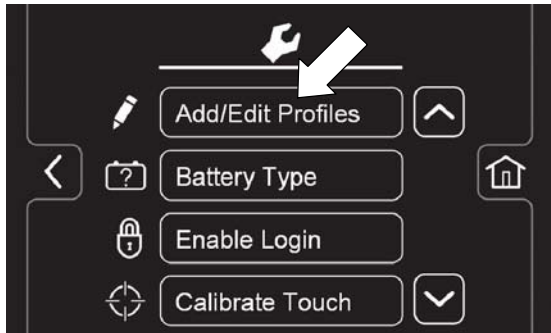 Add/Edit Profiles
Battery Type
Enable Login
Calibrate Touch